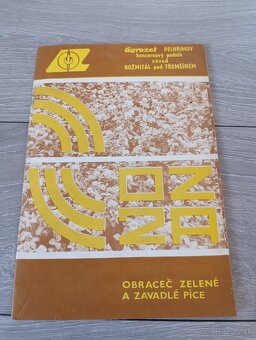 agrozet PELHŘIMOV
koncernový podnik
závod
ROŽMITÁL pod TŘEMŠÍNEM
OBRACEČ ZELENÉ
A ZAVADLÉ PÍCE